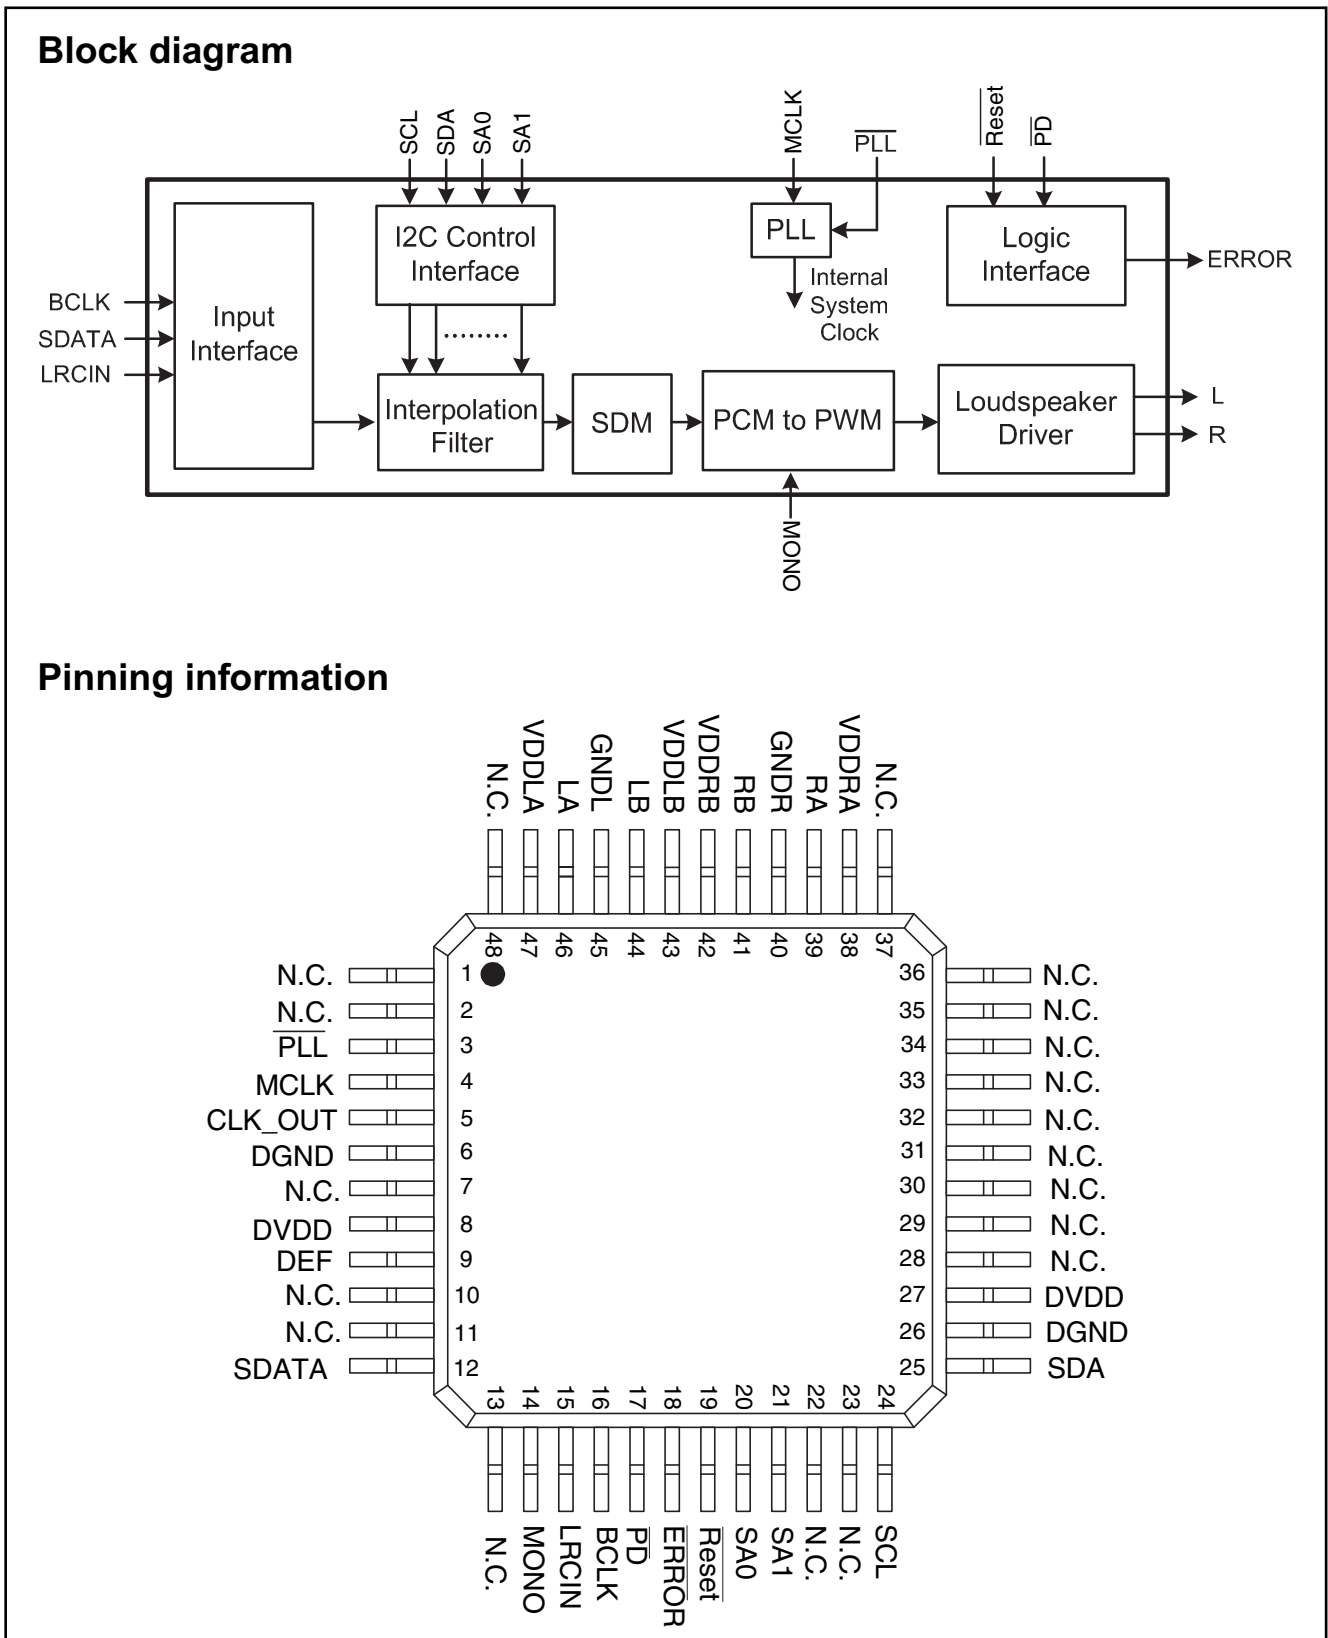 Block diagram
SCL
SDA
SA0
SA1
MCLK
PLL
Reset
PD
I2C Control
Interface
PLL
Logic
Interface
ERROR
Internal
System
Clock
BCLK
SDATA
LRCIN
Input
Interface
........
Interpolation
Filter
SDM
PCM to PWM
Loudspeaker
Driver
L
R
MONO
Pinning information
N.C.
VDDLA
LA
GNDL
LB
VDDLB
VDDRB
RB
GNDR
RA
VDDRA
N.C.
48
47
46
45
44
43
42
41
40
39
38
37
N.C. 1
N.C. 2
PLL 3
MCLK 4
CLK_OUT 5
DGND 6
N.C. 7
DVDD 8
DEF 9
N.C. 10
N.C. 11
SDATA 12
36 N.C.
35 N.C.
34 N.C.
33 N.C.
32 N.C.
31 N.C.
30 N.C.
29 N.C.
28 N.C.
27 DVDD
26 DGND
25 SDA
13
14
15
16
17
18
19
20
21
22
23
24
N.C.
MONO
LRCIN
BCLK
PD
ERROR
Reset
SA0
SA1
N.C.
N.C.
SCL